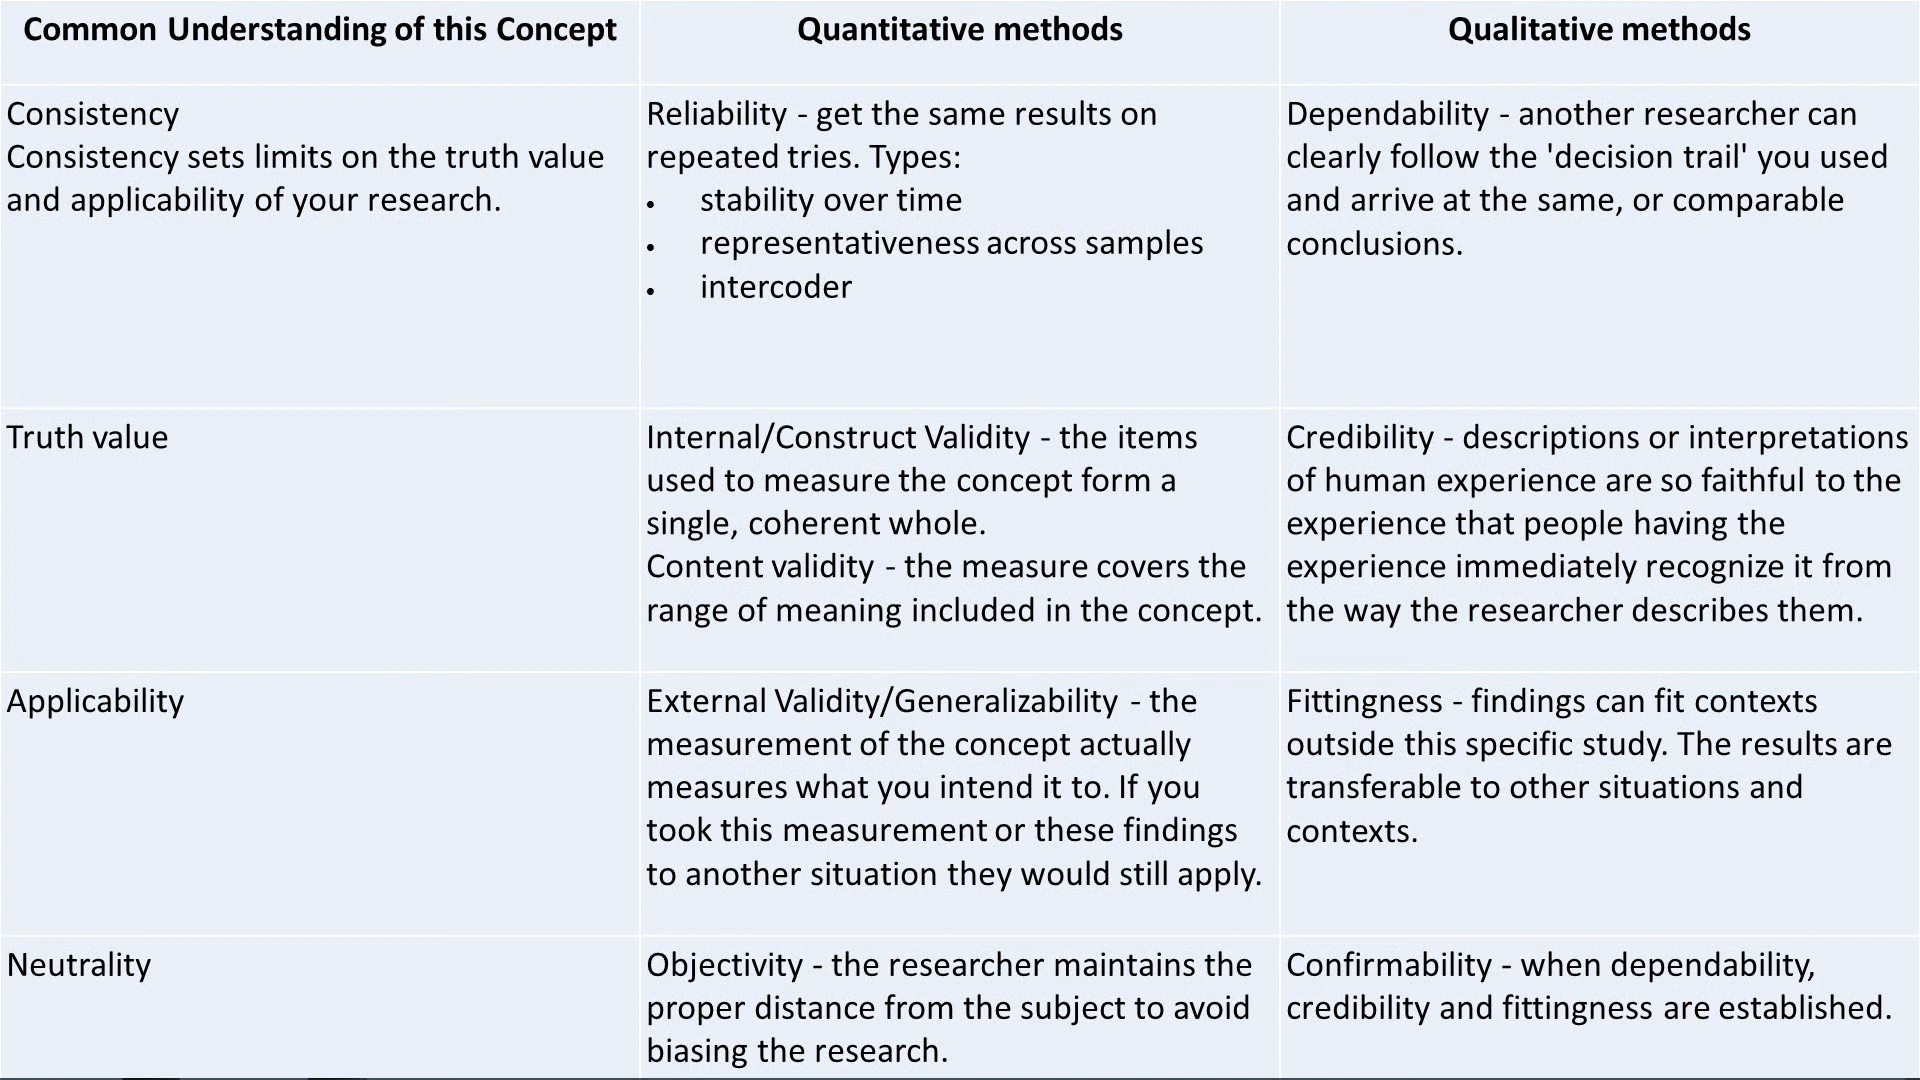 Common Understanding of this Concept
Quantitative methods
Qualitative methods
Consistency
Consistency sets limits on the truth value
and applicability of your research.
Reliability - get the same results on
repeated tries. Types:
• stability over time
• representativeness across samples
• intercoder
Dependability - another researcher can
clearly follow the 'decision trail' you used
and arrive at the same, or comparable
conclusions.
Truth value
Internal/Construct Validity - the items
used to measure the concept form a
single, coherent whole.
Content validity - the measure covers the
range of meaning included in the concept.
Credibility - descriptions or interpretations
of human experience are so faithful to the
experience that people having the
experience immediately recognize it from
the way the researcher describes them.
Applicability
External Validity/Generalizability - the
measurement of the concept actually
measures what you intend it to. If you
took this measurement or these findings
to another situation they would still apply.
Fittingness - findings can fit contexts
outside this specific study. The results are
transferable to other situations and
contexts.
Neutrality
Objectivity - the researcher maintains the
proper distance from the subject to avoid
biasing the research.
Confirmability - when dependability,
credibility and fittingness are established.